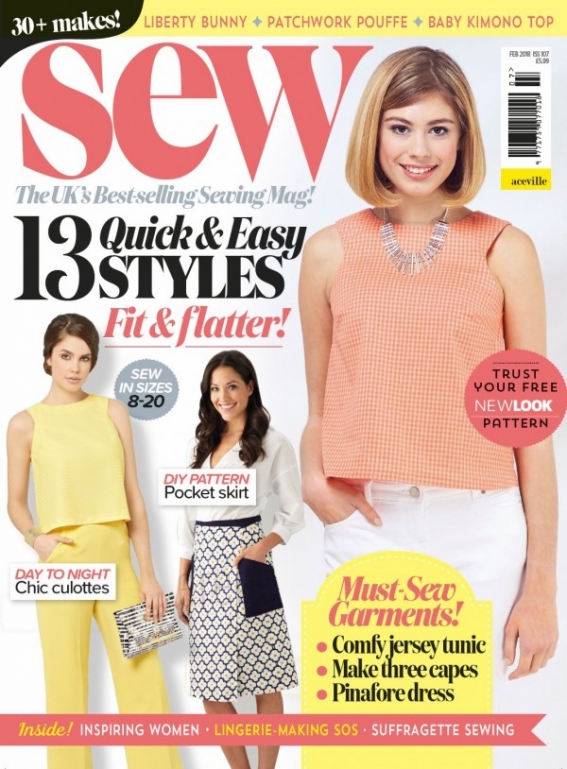 30+ makes!
LIBERTY BUNNY + PATCHWORK POUFFE + BABY KIMONO TOP
sew
FEB 2018 ISS 107
£5.99
The UK's Best-selling Sewing Mag!
aceville
13 Quick & Easy
STYLES
Fit & flatter!
SEW
IN SIZES
8-20
TRUST
YOUR FREE
NEWLOOK
PATTERN
DIY PATTERN
Pocket skirt
DAY TO NIGHT
Chic culottes
Must-Sew
Garments!
• Comfy jersey tunic
• Make three capes
• Pinafore dress
Inside! INSPIRING WOMEN · LINGERIE-MAKING SOS · SUFFRAGETTE SEWING